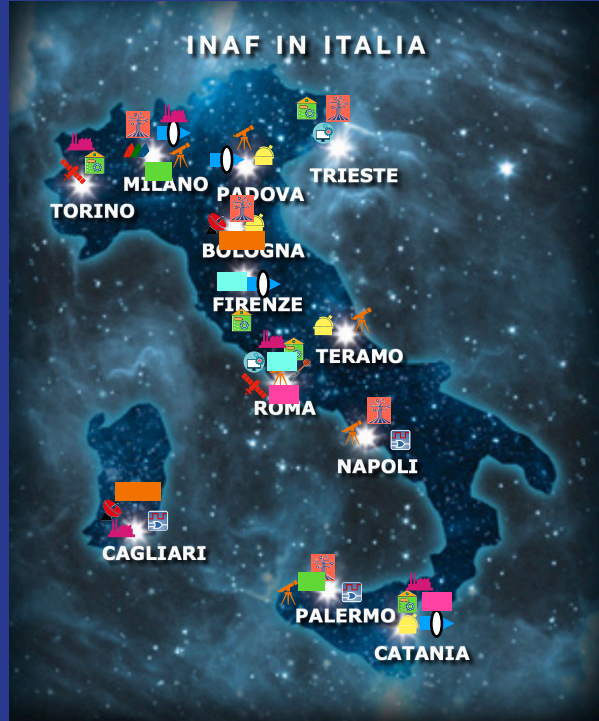 INAF IN ITALIA
TRIESTE
MILANO
PADOVA
TORINO
BOLOGNA
FIRENZE
TERAMO
ROMA
NAPOLI
CAGLIARI
PALERMO
CATANIA